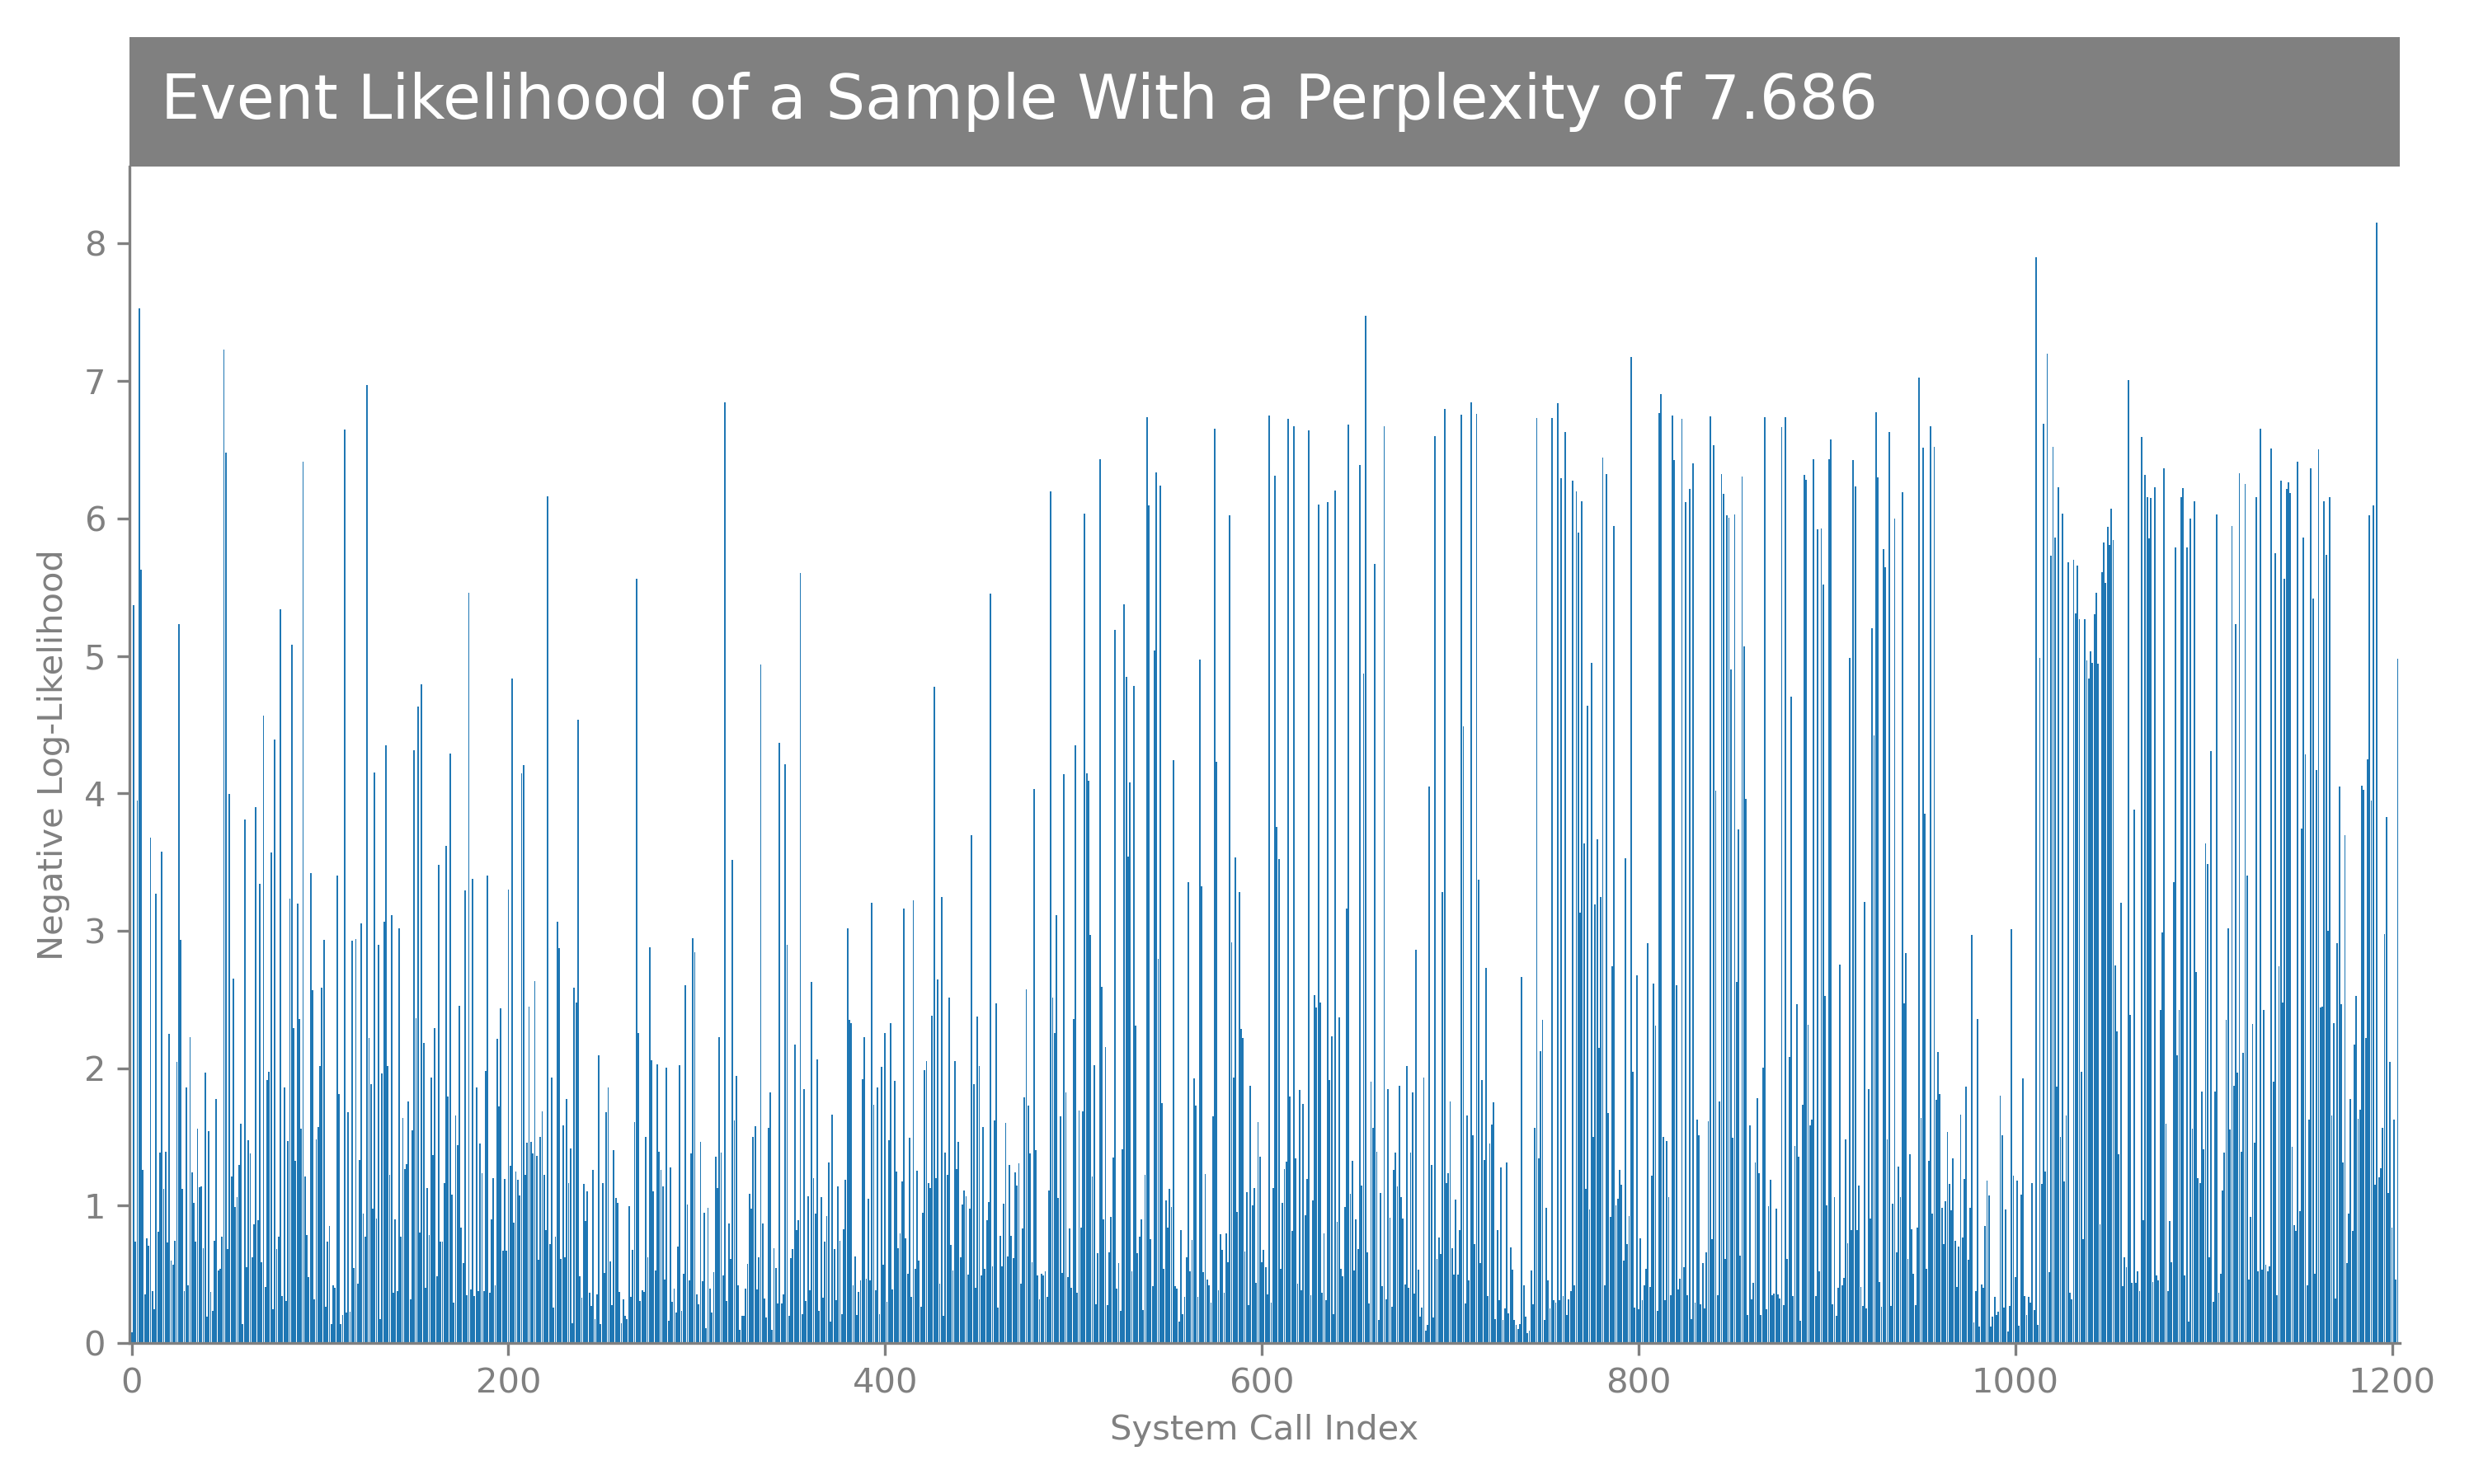 Event Likelihood of a Sample With a Perplexity of 7.686
8
7
6
5
4
3
2
1
0
Negative Log-Likelihood
0 200 400 600 800 1000 1200
System Call Index